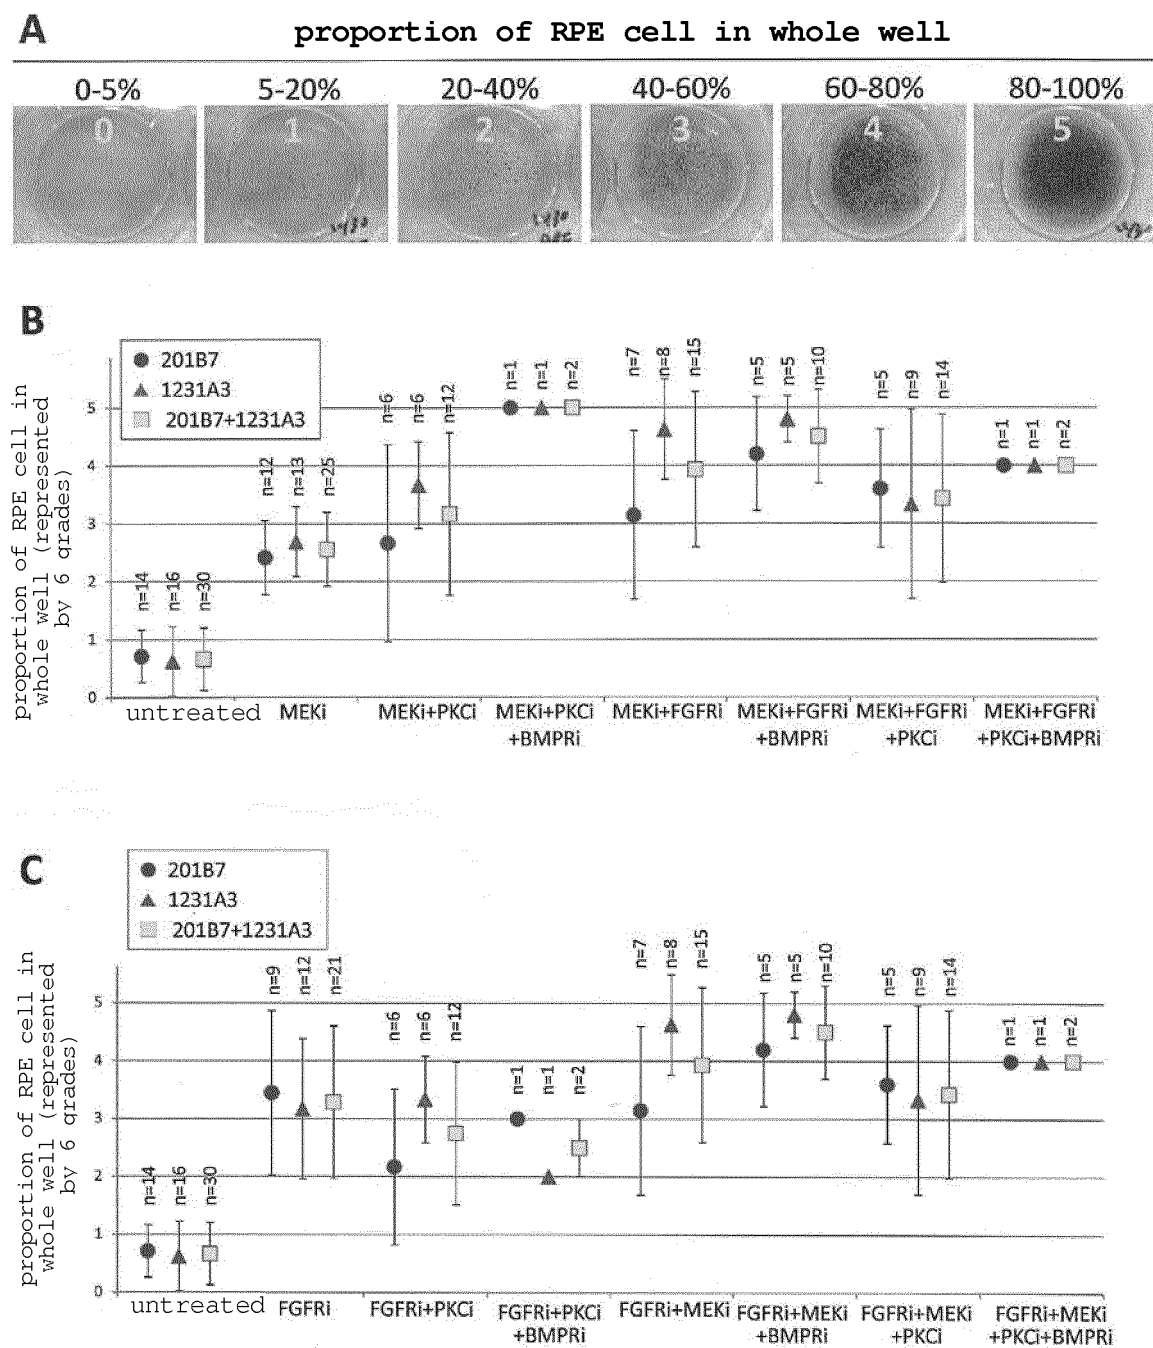 A
proportion of RPE cell in whole well
0-5% 5-20% 20-40% 40-60% 60-80% 80-100%
0 1 2 3 4 5
B
201B7
1231A3
201B7+1231A3
proportion of RPE cell in
whole well (represented
by 6 grades)
5
4
3
2
1
0
n=14 n=16 n=30
n=12 n=13 n=25
n=6 n=6 n=12
n=1 n=1 n=2
n=7 n=8 n=15
n=5 n=5 n=10
n=5 n=9 n=14
n=1 n=1 n=2
untreated
MEKi
MEKi+PKCi
MEKi+PKCi
+BMPRi
MEKi+FGFRi
MEKi+FGFRi
+BMPRi
MEKi+FGFRi
+PKCi
MEKi+FGFRi
+PKCi+BMPRi
C
201B7
1231A3
201B7+1231A3
proportion of RPE cell in
whole well (represented
by 6 grades)
5
4
3
2
1
0
n=14 n=16 n=30
n=9 n=12 n=21
n=6 n=6 n=12
n=1 n=1 n=2
n=7 n=8 n=15
n=5 n=5 n=10
n=5 n=9 n=14
n=1 n=1 n=2
untreated
FGFRi
FGFRi+PKCi
FGFRi+PKCi
+BMPRi
FGFRi+MEKi
FGFRi+MEKi
+BMPRi
FGFRi+MEKi
+PKCi
FGFRi+MEKi
+PKCi+BMPRi